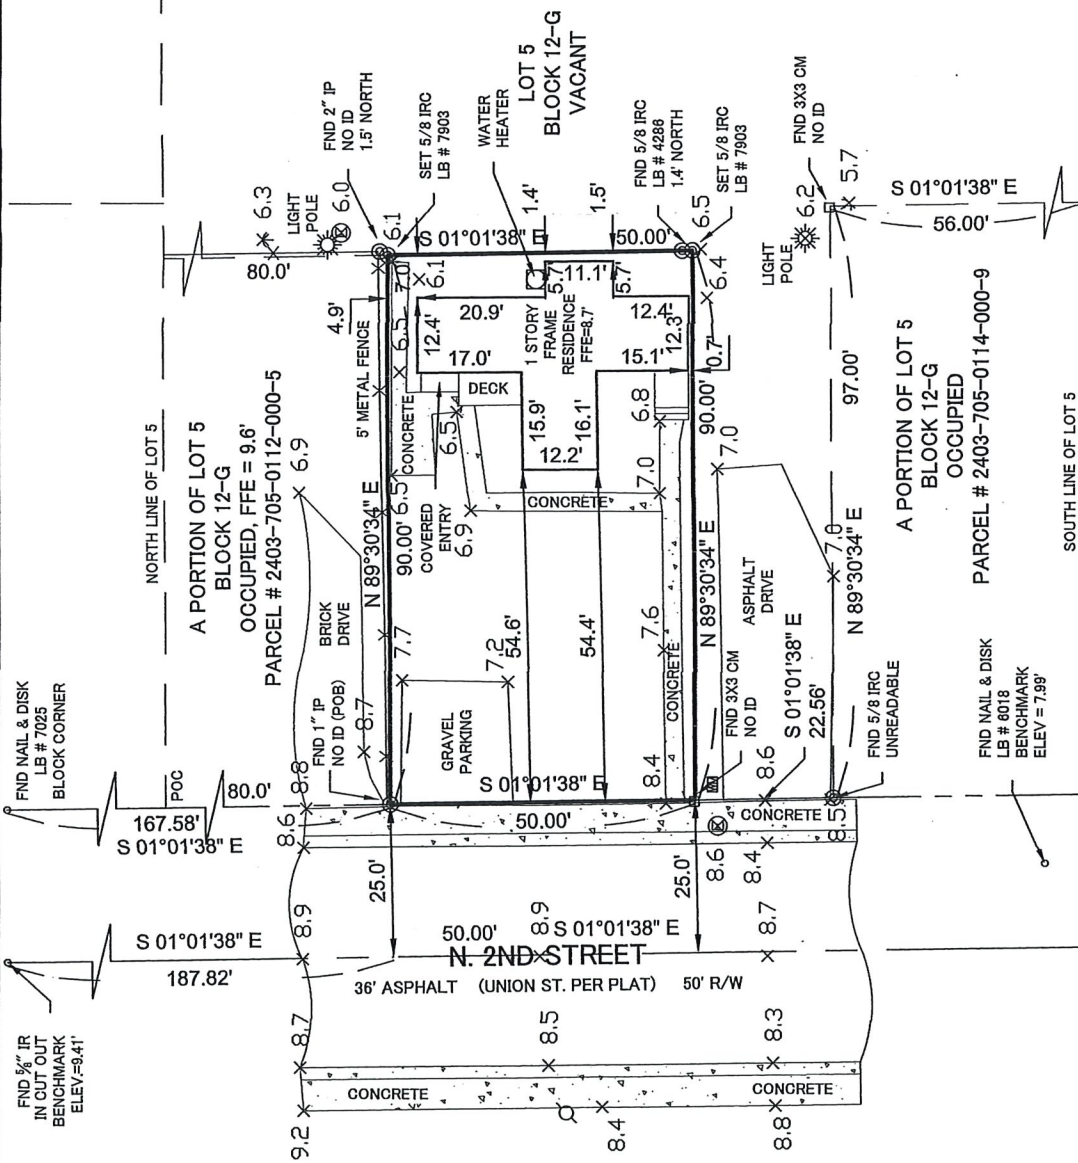 FND 2" IP
NO ID
1.5' NORTH
SET 5/8 IRC
LB # 7903
WATER
HEATER
LOT 5
BLOCK 12-G
VACANT
FND 5/8 IRC
LB # 4286
1.4' NORTH
SET 5/8 IRC
LB # 7903
FND 3X3 CM
NO ID
6.3
LIGHT
POLE
6.0
6.1
1.4'
1.5'
6.5
6.4
LIGHT
POLE
6.2
5.7
80.0'
S 01°01'38" E
50.00'
S 01°01'38" E
56.00'
4.9'
7.0
6.1
5.7'
11.1'
5.7'
20.9'
12.4'
12.4'
12.3'
0.7'
6.5
17.0'
15.1'
1 STORY
FRAME
RESIDENCE
FFE=8.7'
5' METAL FENCE
CONCRETE
DECK
6.5
15.9'
16.1'
12.2'
6.8
90.00'
7.0
97.00'
NORTH LINE OF LOT 5
A PORTION OF LOT 5
BLOCK 12-G
OCCUPIED, FFE = 9.6'
PARCEL # 2403-705-0112-000-5
6.9
N 89°30'34" E
90.00'
6.5
COVERED
ENTRY
6.9
CONCRETE
7.0
7.0
A PORTION OF LOT 5
BLOCK 12-G
OCCUPIED
PARCEL # 2403-705-0114-000-9
SOUTH LINE OF LOT 5
BRICK
DRIVE
7.7
7.2
54.6'
54.4'
7.6
CONCRETE
N 89°30'34" E
ASPHALT
DRIVE
N 89°30'34" E
FND NAIL & DISK
LB # 7025
BLOCK CORNER
POC
80.0'
8.8
8.7
FND 1" IP
NO ID (POB)
GRAVEL
PARKING
8.4
FND 3X3 CM
NO ID
S 01°01'38" E
22.56'
8.6
FND 5/8 IRC
UNREADABLE
FND NAIL & DISK
LB # 6018
BENCHMARK
ELEV = 7.99'
167.58'
S 01°01'38" E
8.6
S 01°01'38" E
50.00'
CONCRETE
8.5
8.6
8.4
25.0'
25.0'
S 01°01'38" E
187.82'
8.9
50.00'
8.9
S 01°01'38" E
8.7
N. 2ND STREET
36' ASPHALT (UNION ST. PER PLAT) 50' R/W
FND 5/8" IR
IN CUT OUT
BENCHMARK
ELEV.=9.41'
8.7
8.5
8.3
CONCRETE
CONCRETE
9.2
8.4
8.8